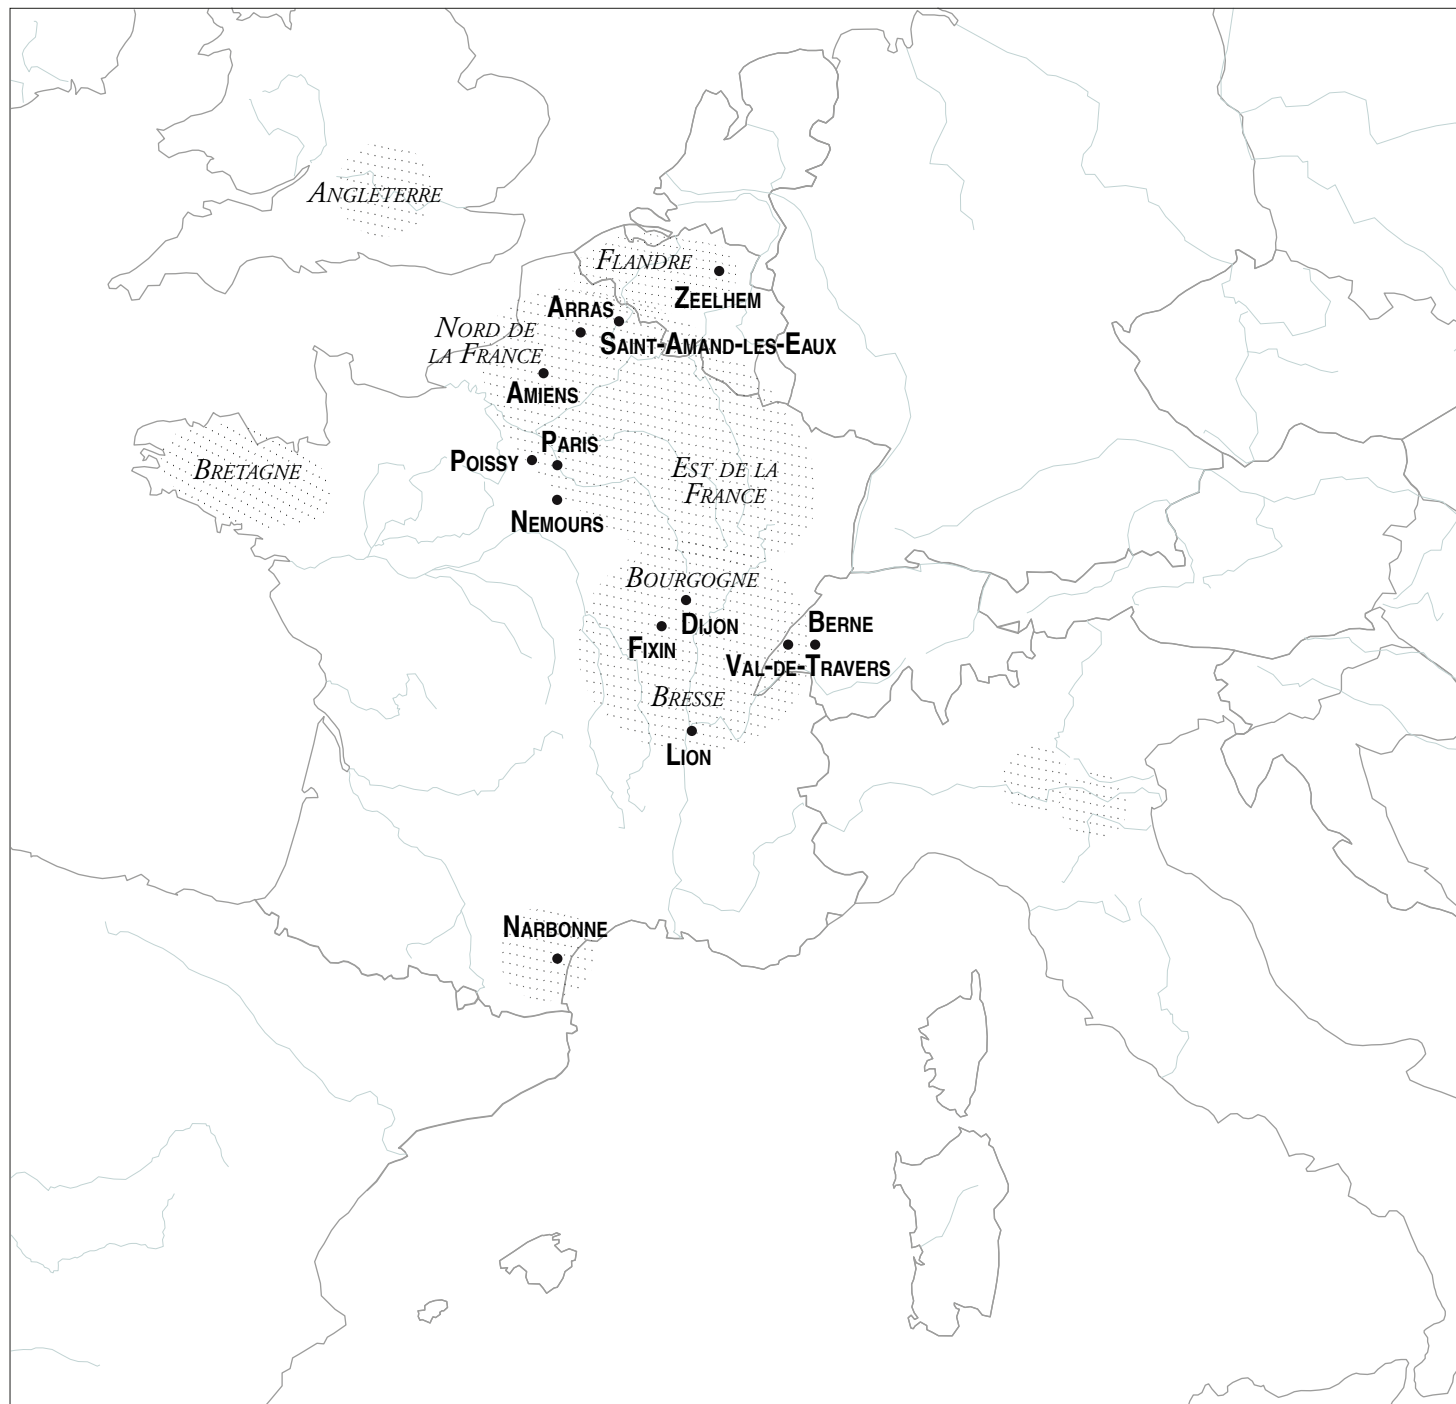 Angleterre
Flandre
Zeelhem
Arras
Nord de
la France
Saint-Amand-les-Eaux
Amiens
Paris
Poissy
Bretagne
Est de la
France
Nemours
Bourgogne
Dijon
Berne
Fixin
Val-de-Travers
Bresse
Lion
Narbonne